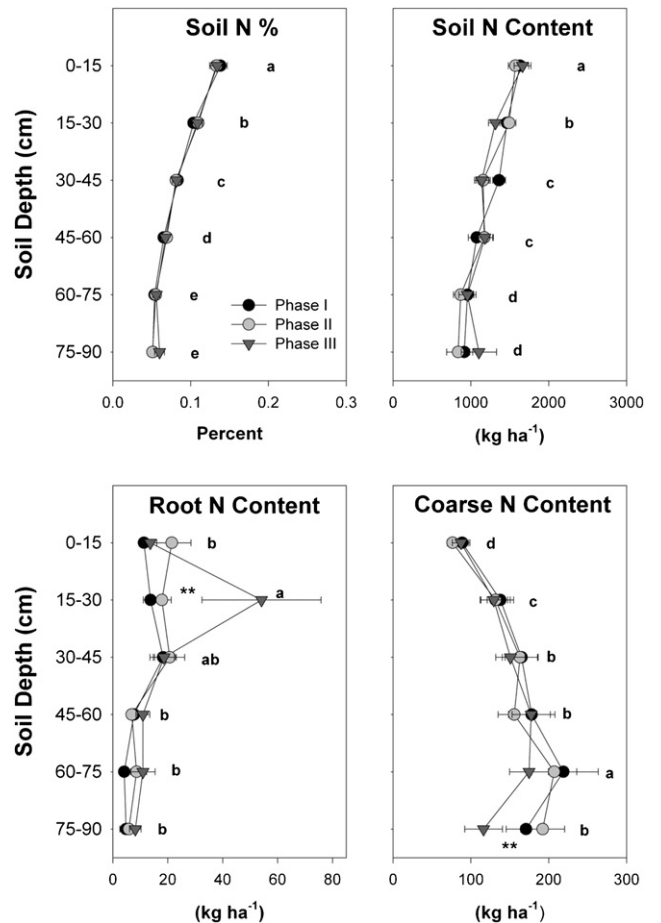 Soil N %
Soil N Content
Soil Depth (cm)
0-15
15-30
30-45
45-60
60-75
75-90
a
b
c
d
e
e
Phase I
Phase II
Phase III
0.0 0.1 0.2 0.3
Percent
a
b
c
c
d
d
0 1000 2000 3000
(kg ha⁻¹)
Root N Content
Coarse N Content
Soil Depth (cm)
0-15
15-30
30-45
45-60
60-75
75-90
b
**
a
ab
b
b
b
0 20 40 60 80
(kg ha⁻¹)
d
c
b
b
a
b
**
0 100 200 300
(kg ha⁻¹)